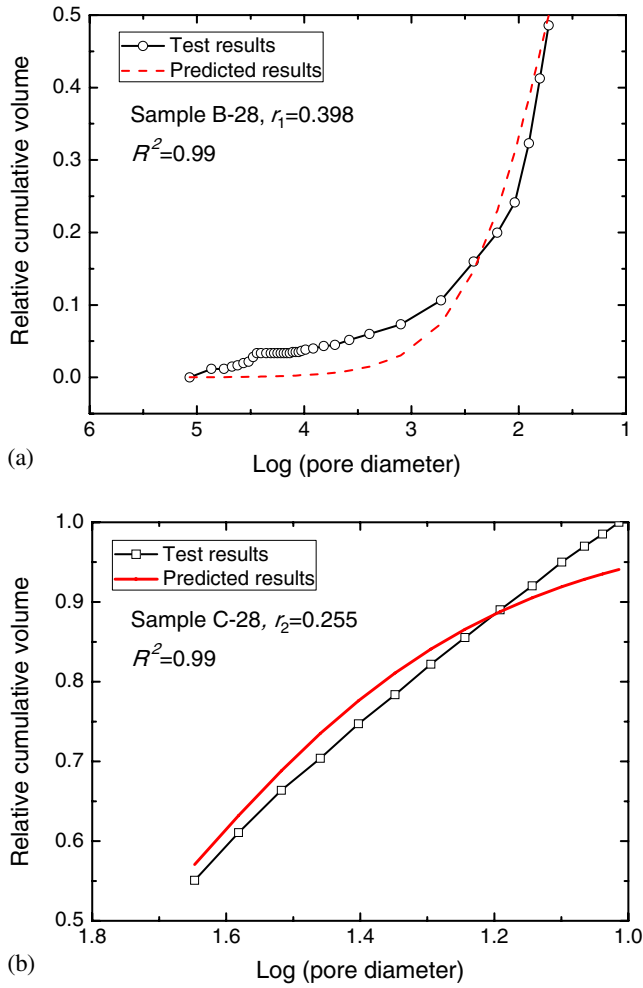 0.5
0.4
0.3
0.2
0.1
0.0
Relative cumulative volume
Test results
Predicted results
Sample B-28, r₁=0.398
R²=0.99
6 5 4 3 2 1
(a)
Log (pore diameter)
1.0
0.9
0.8
0.7
0.6
0.5
Relative cumulative volume
Test results
Predicted results
Sample C-28, r₂=0.255
R²=0.99
1.8 1.6 1.4 1.2 1.0
(b)
Log (pore diameter)